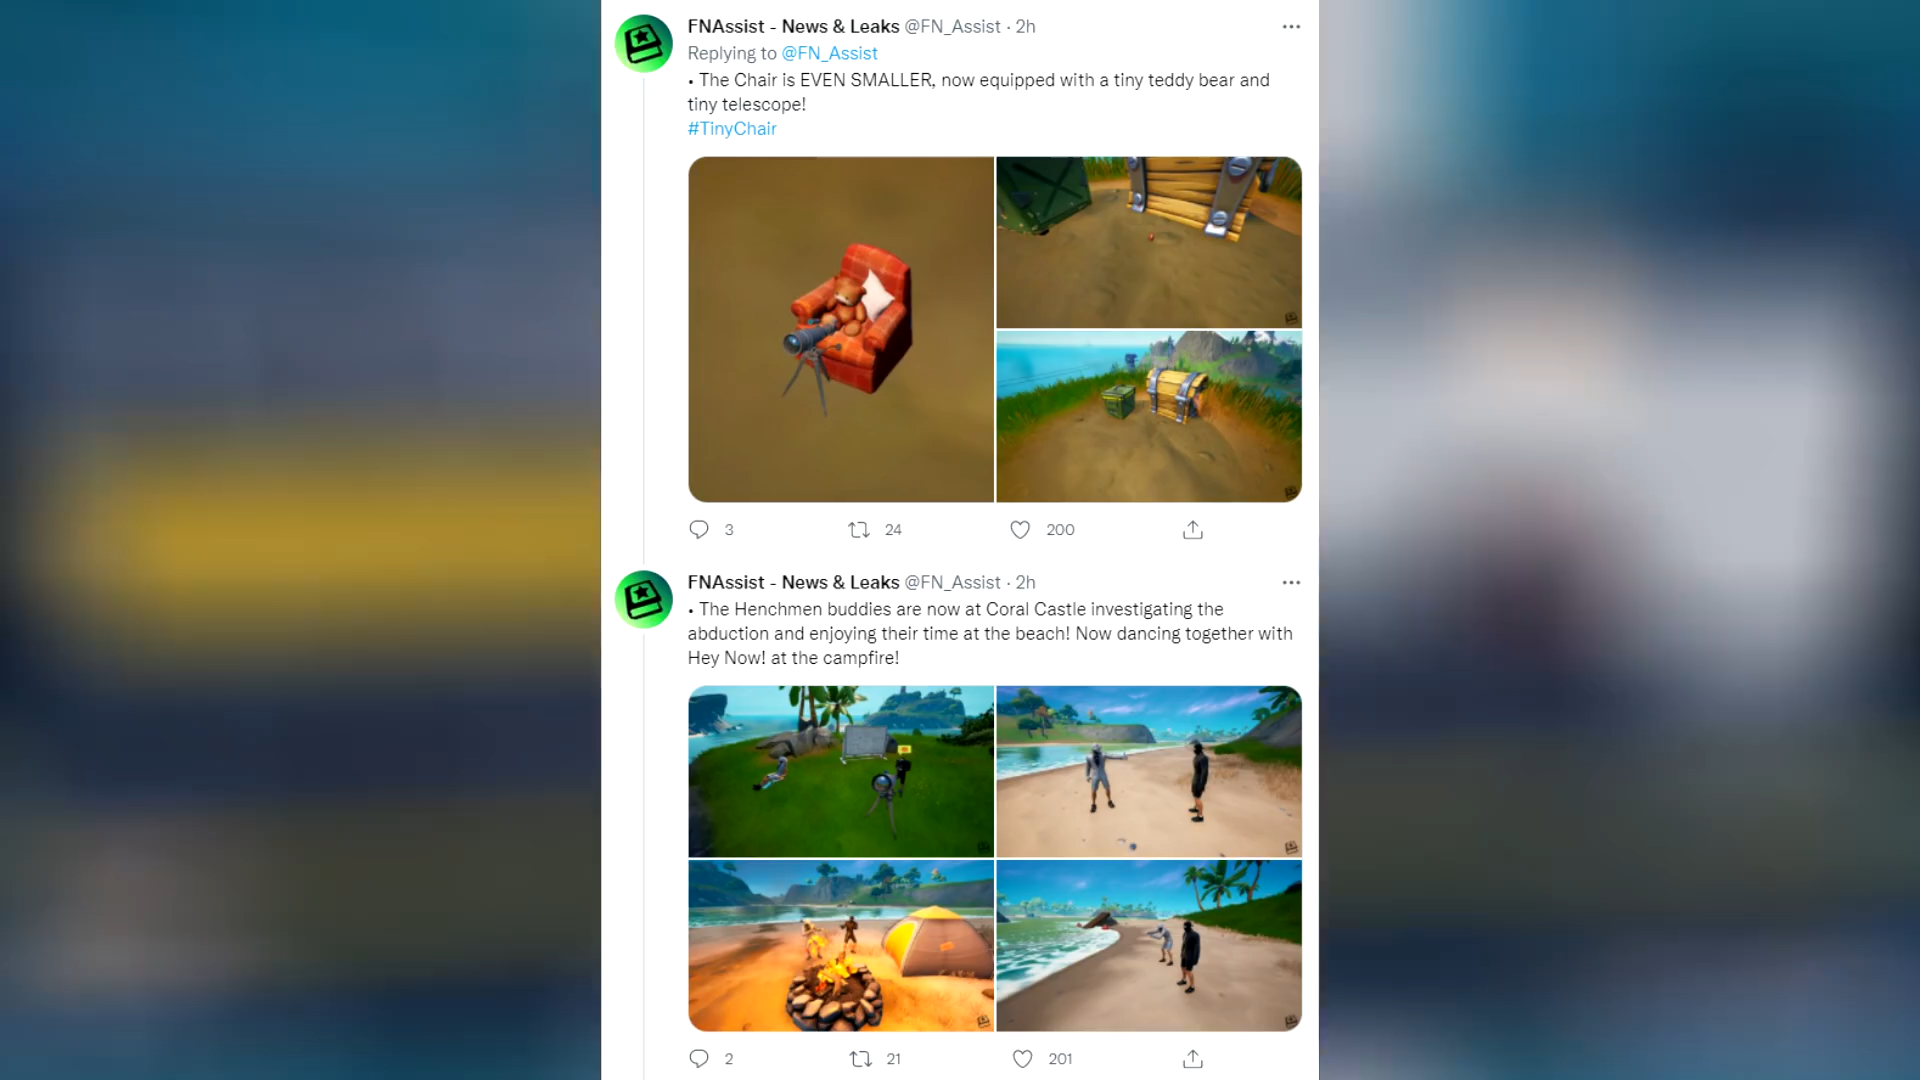 FNAssist - News & Leaks @FN_Assist · 2h
Replying to @FN_Assist
• The Chair is EVEN SMALLER, now equipped with a tiny teddy bear and
tiny telescope!
#TinyChair
3 24 200
FNAssist - News & Leaks @FN_Assist · 2h
• The Henchmen buddies are now at Coral Castle investigating the
abduction and enjoying their time at the beach! Now dancing together with
Hey Now! at the campfire!
2 21 201